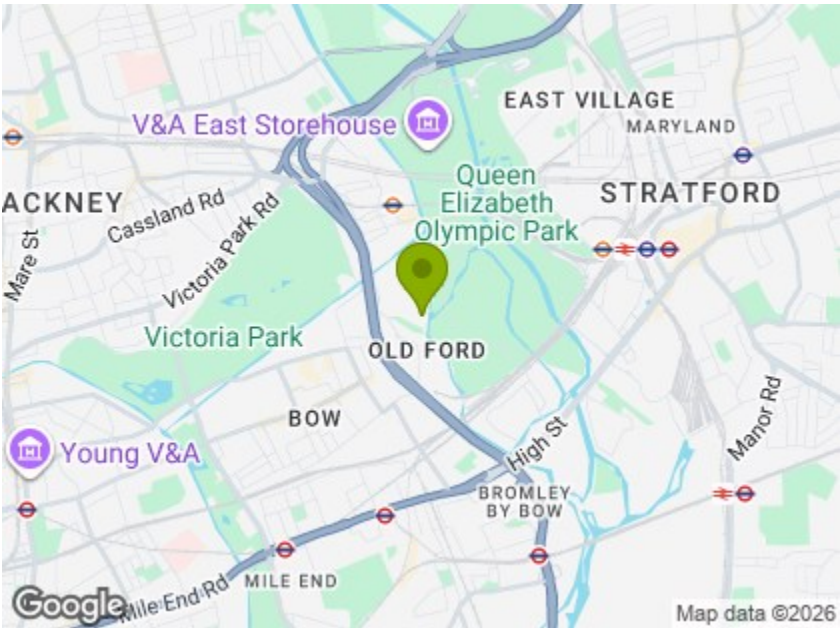 EAST VILLAGE
V&A East Storehouse
MARYLAND
Queen
Elizabeth
Olympic Park
STRATFORD
ACKNEY
Cassland Rd
Victoria Park Rd
Mare St
Victoria Park
OLD FORD
BOW
High St
Manor Rd
Young V&A
BROMLEY
BY BOW
MILE END
Mile End Rd
Google
Map data ©2026